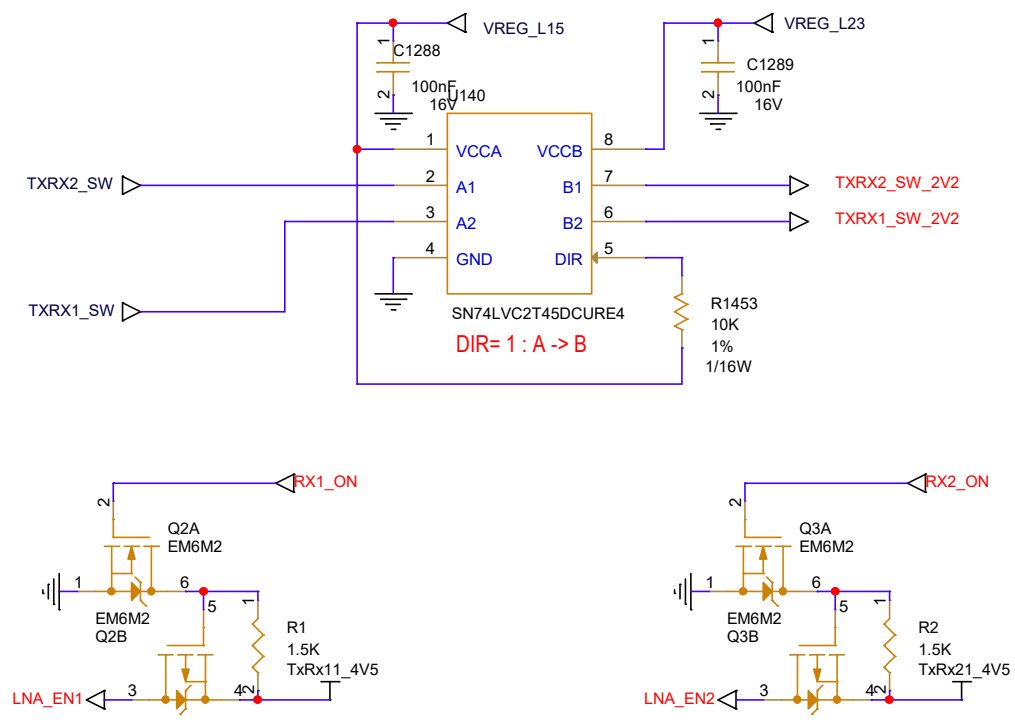 VREG_L15
VREG_L23
1
C1288
2
100nF
16V
1
C1289
2
100nF
16V
U140
1
VCCA
VCCB
8
TXRX2_SW
2
A1
B1
7
TXRX2_SW_2V2
3
A2
B2
6
TXRX1_SW_2V2
4
GND
DIR
5
TXRX1_SW
SN74LVC2T45DCURE4
DIR= 1 : A -> B
R1453
10K
1%
1/16W
RX1_ON
2
Q2A
EM6M2
1
6
5
1
EM6M2
Q2B
R1
1.5K
TxRx11_4V5
LNA_EN1
3
4
2
RX2_ON
2
Q3A
EM6M2
1
6
5
1
EM6M2
Q3B
R2
1.5K
TxRx21_4V5
LNA_EN2
3
4
2